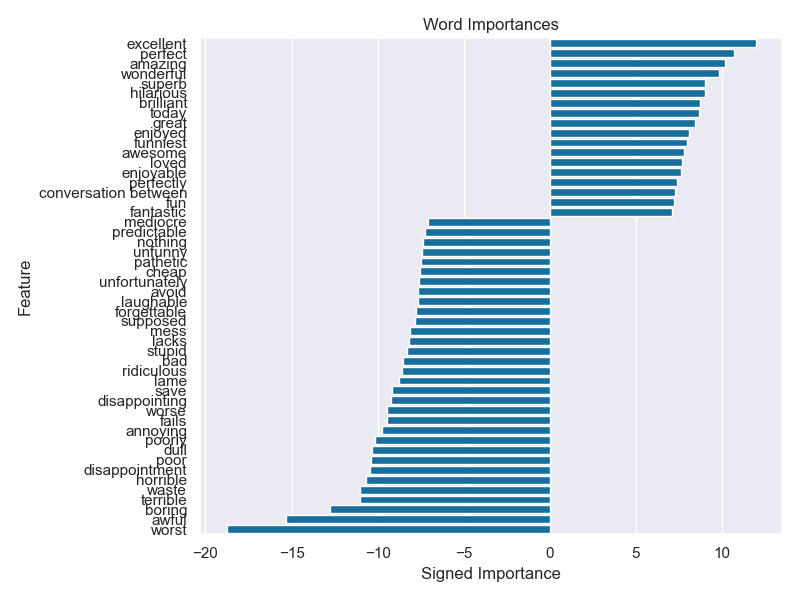 Word Importances
excellent
perfect
amazing
wonderful
superb
hilarious
brilliant
today
great
enjoyed
funniest
awesome
loved
enjoyable
perfectly
conversation between
fun
fantastic
mediocre
predictable
nothing
unfunny
pathetic
cheap
unfortunately
avoid
laughable
forgettable
supposed
mess
lacks
stupid
bad
ridiculous
lame
save
disappointing
worse
fails
annoying
poorly
dull
poor
disappointment
horrible
waste
terrible
boring
awful
worst
Feature
−20 −15 −10 −5 0 5 10
Signed Importance